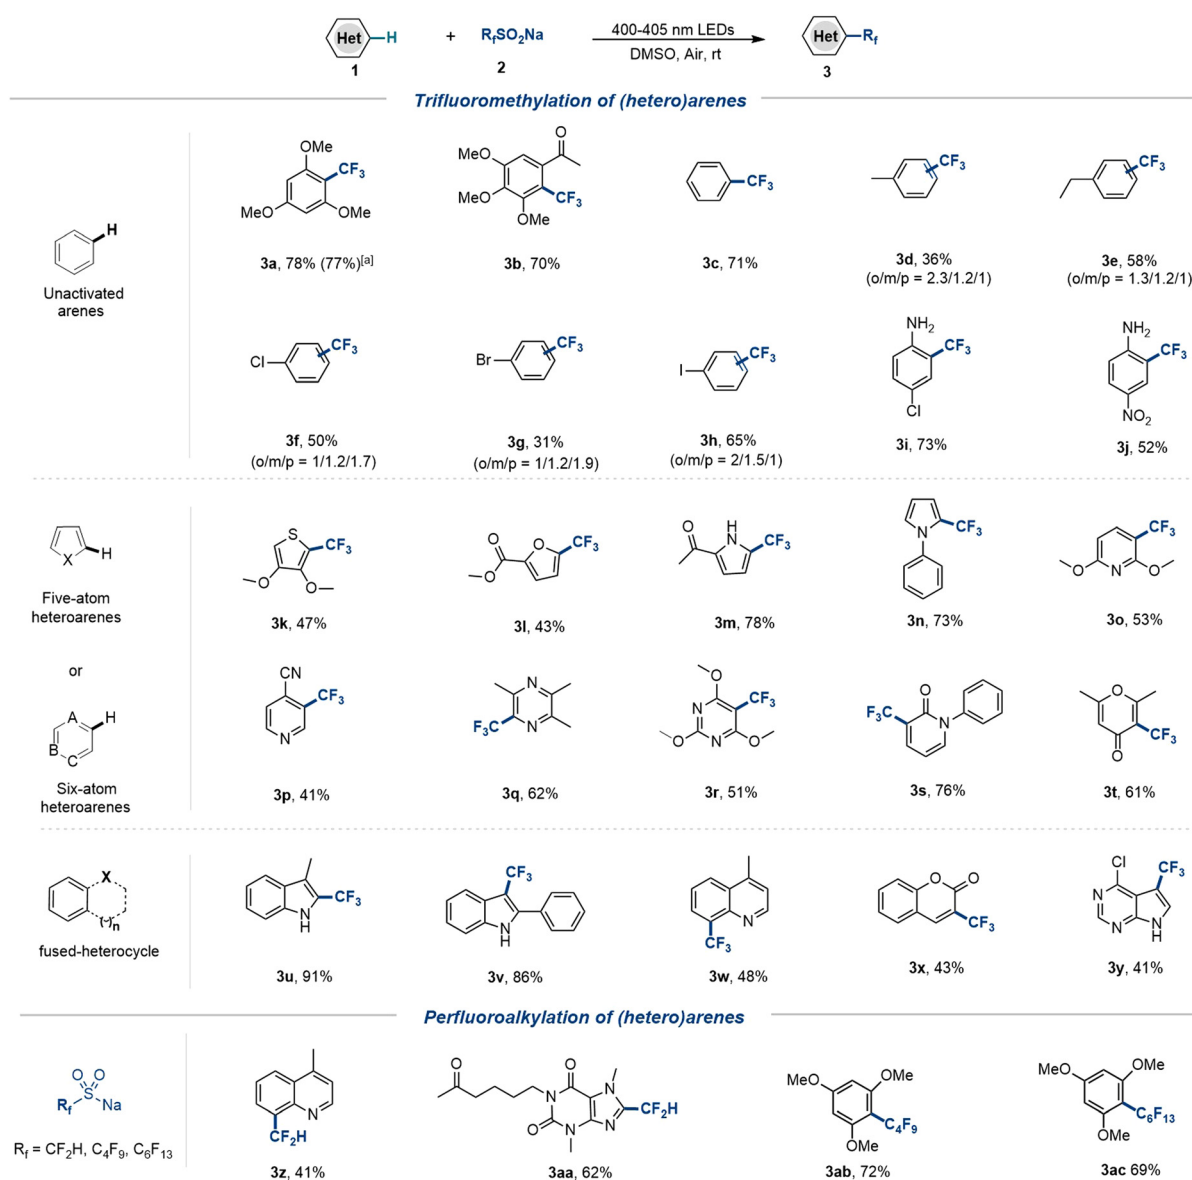 Het H + RfSO2Na 400-405 nm LEDs Het Rf
DMSO, Air, rt
1 2 3
Trifluoromethylation of (hetero)arenes
H
Unactivated
arenes
OMe CF3 MeO OMe
3a, 78% (77%)[a]
O MeO MeO CF3 OMe
3b, 70%
CF3
3c, 71%
CF3
3d, 36%
(o/m/p = 2.3/1.2/1)
CF3
3e, 58%
(o/m/p = 1.3/1.2/1)
Cl CF3
3f, 50%
(o/m/p = 1/1.2/1.7)
Br CF3
3g, 31%
(o/m/p = 1/1.2/1.9)
I CF3
3h, 65%
(o/m/p = 2/1.5/1)
NH2 CF3 Cl
3i, 73%
NH2 CF3 NO2
3j, 52%
X H
Five-atom
heteroarenes
or
A H B C
Six-atom
heteroarenes
S CF3 O O
3k, 47%
O O O CF3
3l, 43%
O H N CF3
3m, 78%
N CF3
3n, 73%
CF3 O N O
3o, 53%
CN CF3 N
3p, 41%
N F3C N
3q, 62%
O CF3 N O N O
3r, 51%
F3C O N
3s, 76%
O CF3 O
3t, 61%
X
( )n
fused-heterocycle
CF3 N H
3u, 91%
CF3 N H
3v, 86%
N CF3
3w, 48%
O O CF3
3x, 43%
Cl CF3 N N N H
3y, 41%
Perfluoroalkylation of (hetero)arenes
O O
S
Rf Na
Rf = CF2H, C4F9, C6F13
N CF2H
3z, 41%
O O N N O N N CF2H
3aa, 62%
MeO OMe C4F9 OMe
3ab, 72%
MeO OMe C6F13 OMe
3ac 69%